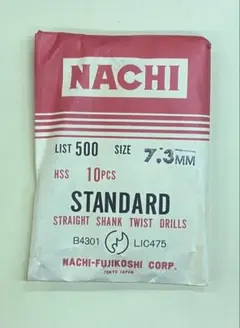 NACHI
LIST 500 SIZE 7.3MM
HSS 10PCS
STANDARD
STRAIGHT SHANK TWIST DRILLS
B4301 LIC475
NACHI-FUJIKOSHI CORP.
TOKYO JAPAN